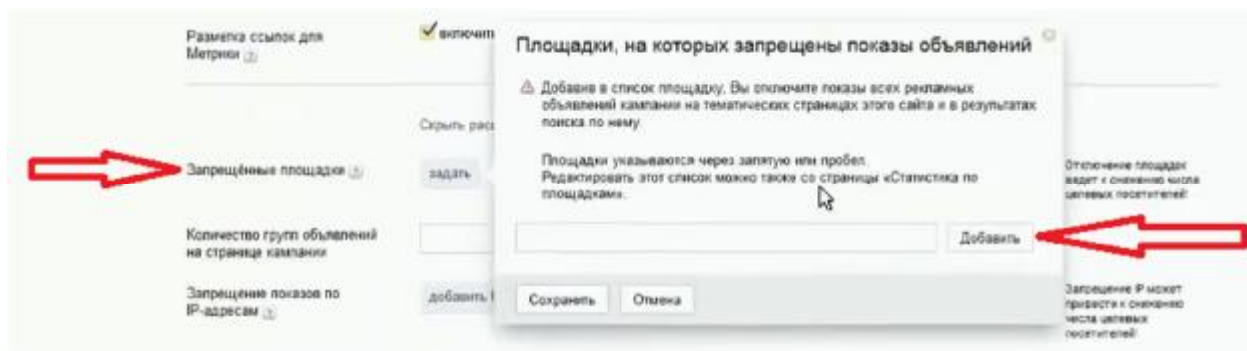 Разметка ссылок для
Метрики
включить
Площадки, на которых запрещены показы объявлений
Добавив в список площадку, Вы отключите показы всех рекламных
объявлений кампании на тематических страницах этого сайта и в результатах
поиска по нему.
Скрыть
Площадки указываются через запятую или пробел.
Редактировать этот список можно также со страницы «Статистика по
площадкам».
Запрещённые площадки
задать
Отключение площадок
ведет к снижению числа
целевых посетителей!
Количество групп объявлений
на странице кампании
Добавить
Запрещение показов по
IP-адресам
добавить
Сохранить Отмена
Запрещение IP может
привести к снижению
числа целевых
посетителей!